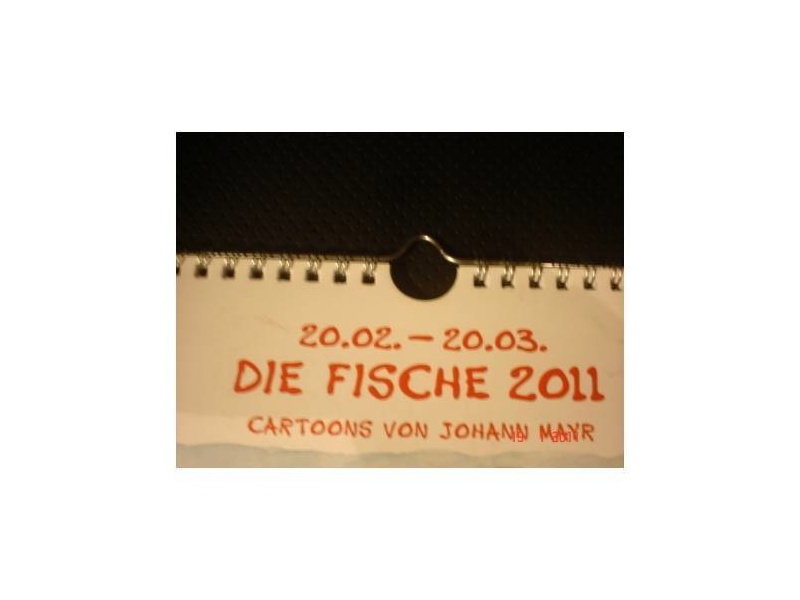 20.02. – 20.03.
DIE FISCHE 2011
CARTOONS VON JOHANN MAYR